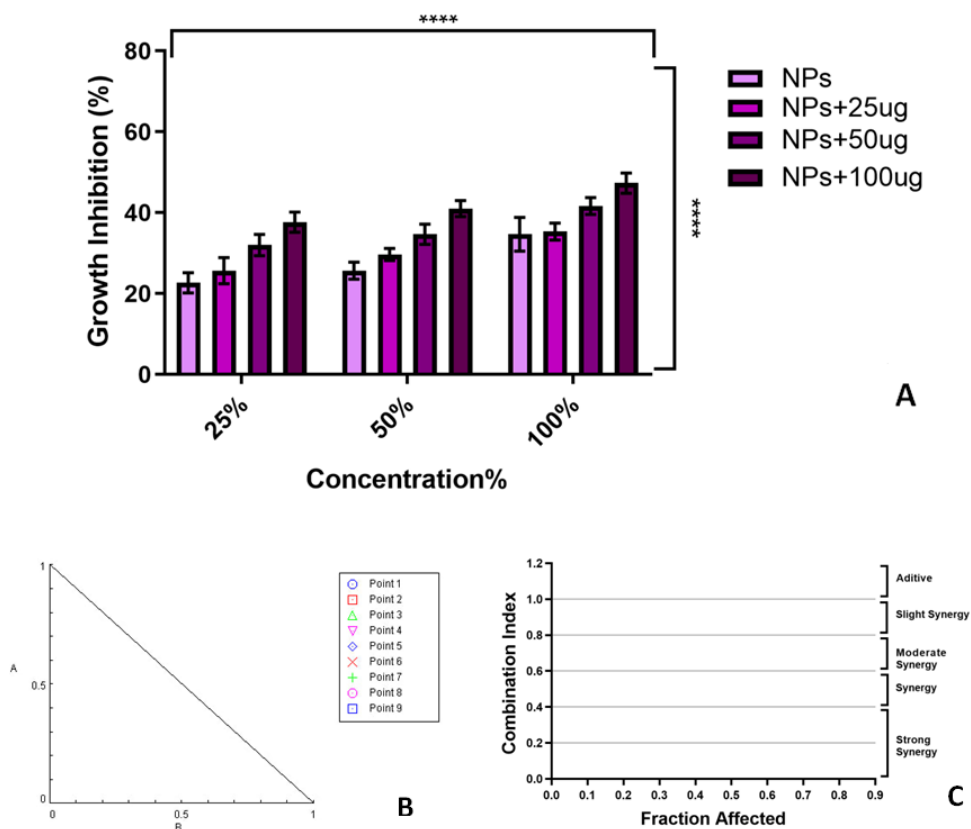 ****
80
60
40
20
0
Growth Inhibition (%)
25%
50%
100%
Concentration%
NPs
NPs+25ug
NPs+50ug
NPs+100ug
****
A
1
A
0.5
0
0
0.5
1
B
Point 1
Point 2
Point 3
Point 4
Point 5
Point 6
Point 7
Point 8
Point 9
B
Combination Index
1.2
1.0
0.8
0.6
0.4
0.2
0.0
0.0 0.1 0.2 0.3 0.4 0.5 0.6 0.7 0.8 0.9
Fraction Affected
Aditive
Slight Synergy
Moderate
Synergy
Synergy
Strong
Synergy
C